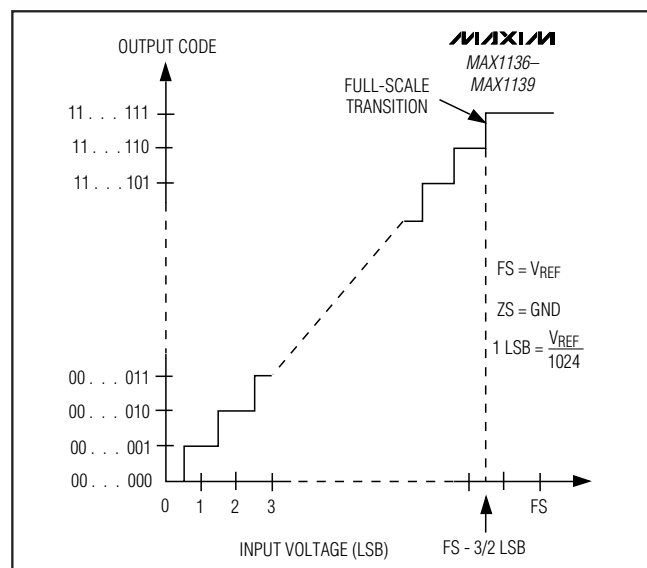 OUTPUT CODE
MAXIM
MAX1136–
MAX1139
FULL-SCALE
TRANSITION
11 . . . 111
11 . . . 110
11 . . . 101
FS = VREF
ZS = GND
1 LSB = VREF
1024
00 . . . 011
00 . . . 010
00 . . . 001
00 . . . 000
0 1 2 3 FS
INPUT VOLTAGE (LSB) FS - 3/2 LSB